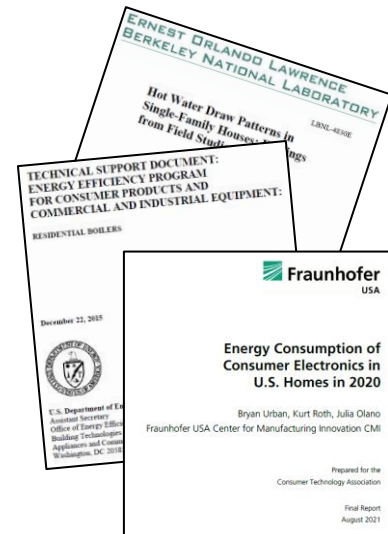 ERNEST ORLANDO LAWRENCE
BERKELEY NATIONAL LABORATORY
LBNL-4830E
Hot Water Draw Patterns in
Single-Family Houses:
from Field
TECHNICAL SUPPORT DOCUMENT:
ENERGY EFFICIENCY PROGRAM
FOR CONSUMER PRODUCTS AND
COMMERCIAL AND INDUSTRIAL EQUIPMENT:
RESIDENTIAL BOILERS
December 22, 2015
U.S. Department of
Assistant Secretary
Office of Energy
Building Technologies
Appliances and
Washington, DC
Fraunhofer
USA
Energy Consumption of
Consumer Electronics in
U.S. Homes in 2020
Bryan Urban, Kurt Roth, Julia Olano
Fraunhofer USA Center for Manufacturing Innovation CMI
Prepared for the
Consumer Technology Association
Final Report
August 2021